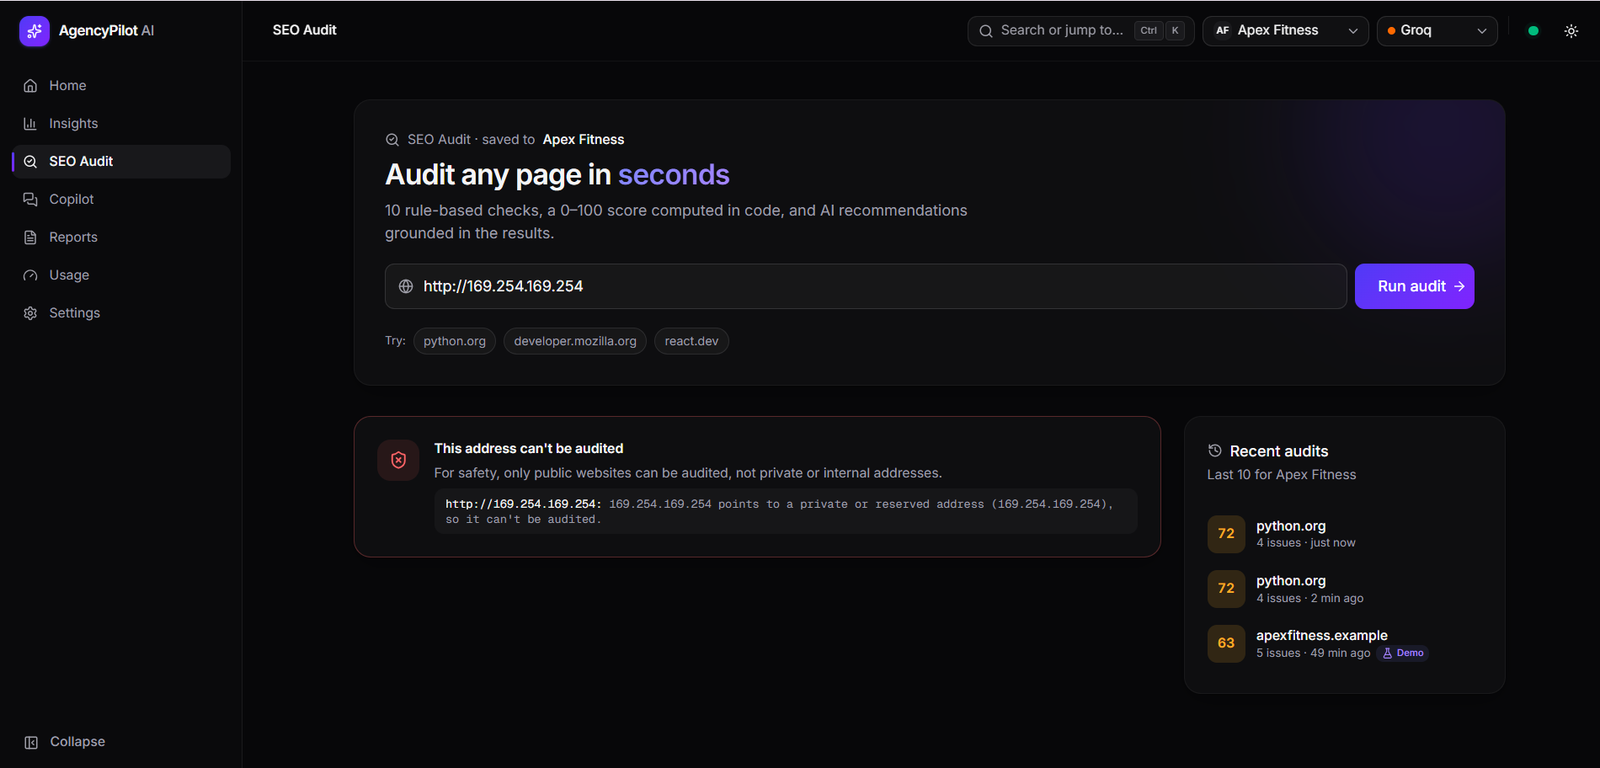 AgencyPilot AI
SEO Audit
Search or jump to... Ctrl K
AF Apex Fitness
Groq
Home
Insights
SEO Audit
Copilot
Reports
Usage
Settings
Collapse
SEO Audit · saved to Apex Fitness
Audit any page in seconds
10 rule-based checks, a 0–100 score computed in code, and AI recommendations
grounded in the results.
http://169.254.169.254
Run audit →
Try: python.org developer.mozilla.org react.dev
This address can't be audited
For safety, only public websites can be audited, not private or internal addresses.
http://169.254.169.254: 169.254.169.254 points to a private or reserved address (169.254.169.254),
so it can't be audited.
Recent audits
Last 10 for Apex Fitness
72 python.org
4 issues · just now
72 python.org
4 issues · 2 min ago
63 apexfitness.example
5 issues · 49 min ago Demo